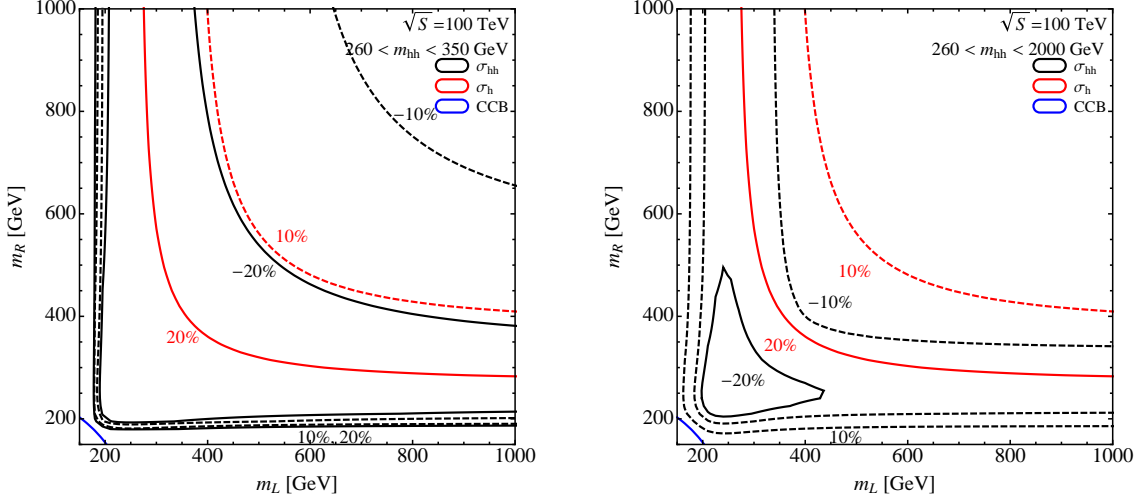 √S =100 TeV
260 < m_hh < 350 GeV
σ_hh
σ_h
CCB
−10%
10%
−20%
20%
10%, 20%
1000
800
600
400
200
m_R [GeV]
200 400 600 800 1000
m_L [GeV]
√S =100 TeV
260 < m_hh < 2000 GeV
σ_hh
σ_h
CCB
10%
−10%
20%
−20%
10%
1000
800
600
400
200
m_R [GeV]
200 400 600 800 1000
m_L [GeV]